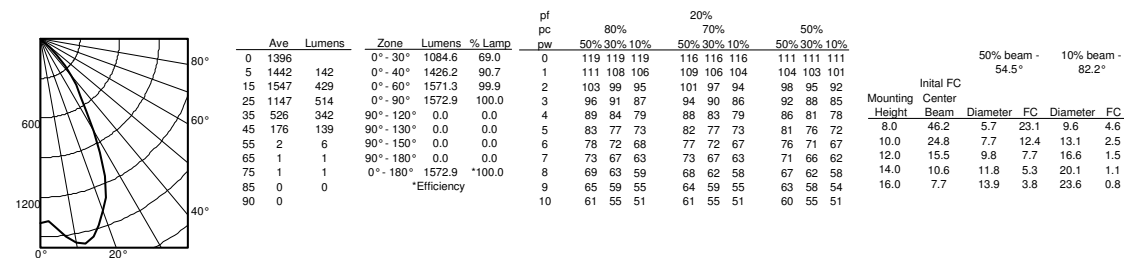 80°
60°
40°
600
1200
0°
20°
Ave Lumens
0 1396
5 1442 142
15 1547 429
25 1147 514
35 526 342
45 176 139
55 2 6
65 1 1
75 1 1
85 0 0
90 0
Zone Lumens % Lamp
0° - 30° 1084.6 69.0
0° - 40° 1426.2 90.7
0° - 60° 1571.3 99.9
0° - 90° 1572.9 100.0
90° - 120° 0.0 0.0
90° - 130° 0.0 0.0
90° - 150° 0.0 0.0
90° - 180° 0.0 0.0
0° - 180° 1572.9 *100.0
*Efficiency
pf 20%
pc 80% 70% 50%
pw 50% 30% 10% 50% 30% 10% 50% 30% 10%
0 119 119 119 116 116 116 111 111 111
1 111 108 106 109 106 104 104 103 101
2 103 99 95 101 97 94 98 95 92
3 96 91 87 94 90 86 92 88 85
4 89 84 79 88 83 79 86 81 78
5 83 77 73 82 77 73 81 76 72
6 78 72 68 77 72 67 76 71 67
7 73 67 63 73 67 63 71 66 62
8 69 63 59 68 62 58 67 62 58
9 65 59 55 64 59 55 63 58 54
10 61 55 51 61 55 51 60 55 51
50% beam - 10% beam -
54.5° 82.2°
Inital FC
Mounting Center
Height Beam Diameter FC Diameter FC
8.0 46.2 5.7 23.1 9.6 4.6
10.0 24.8 7.7 12.4 13.1 2.5
12.0 15.5 9.8 7.7 16.6 1.5
14.0 10.6 11.8 5.3 20.1 1.1
16.0 7.7 13.9 3.8 23.6 0.8